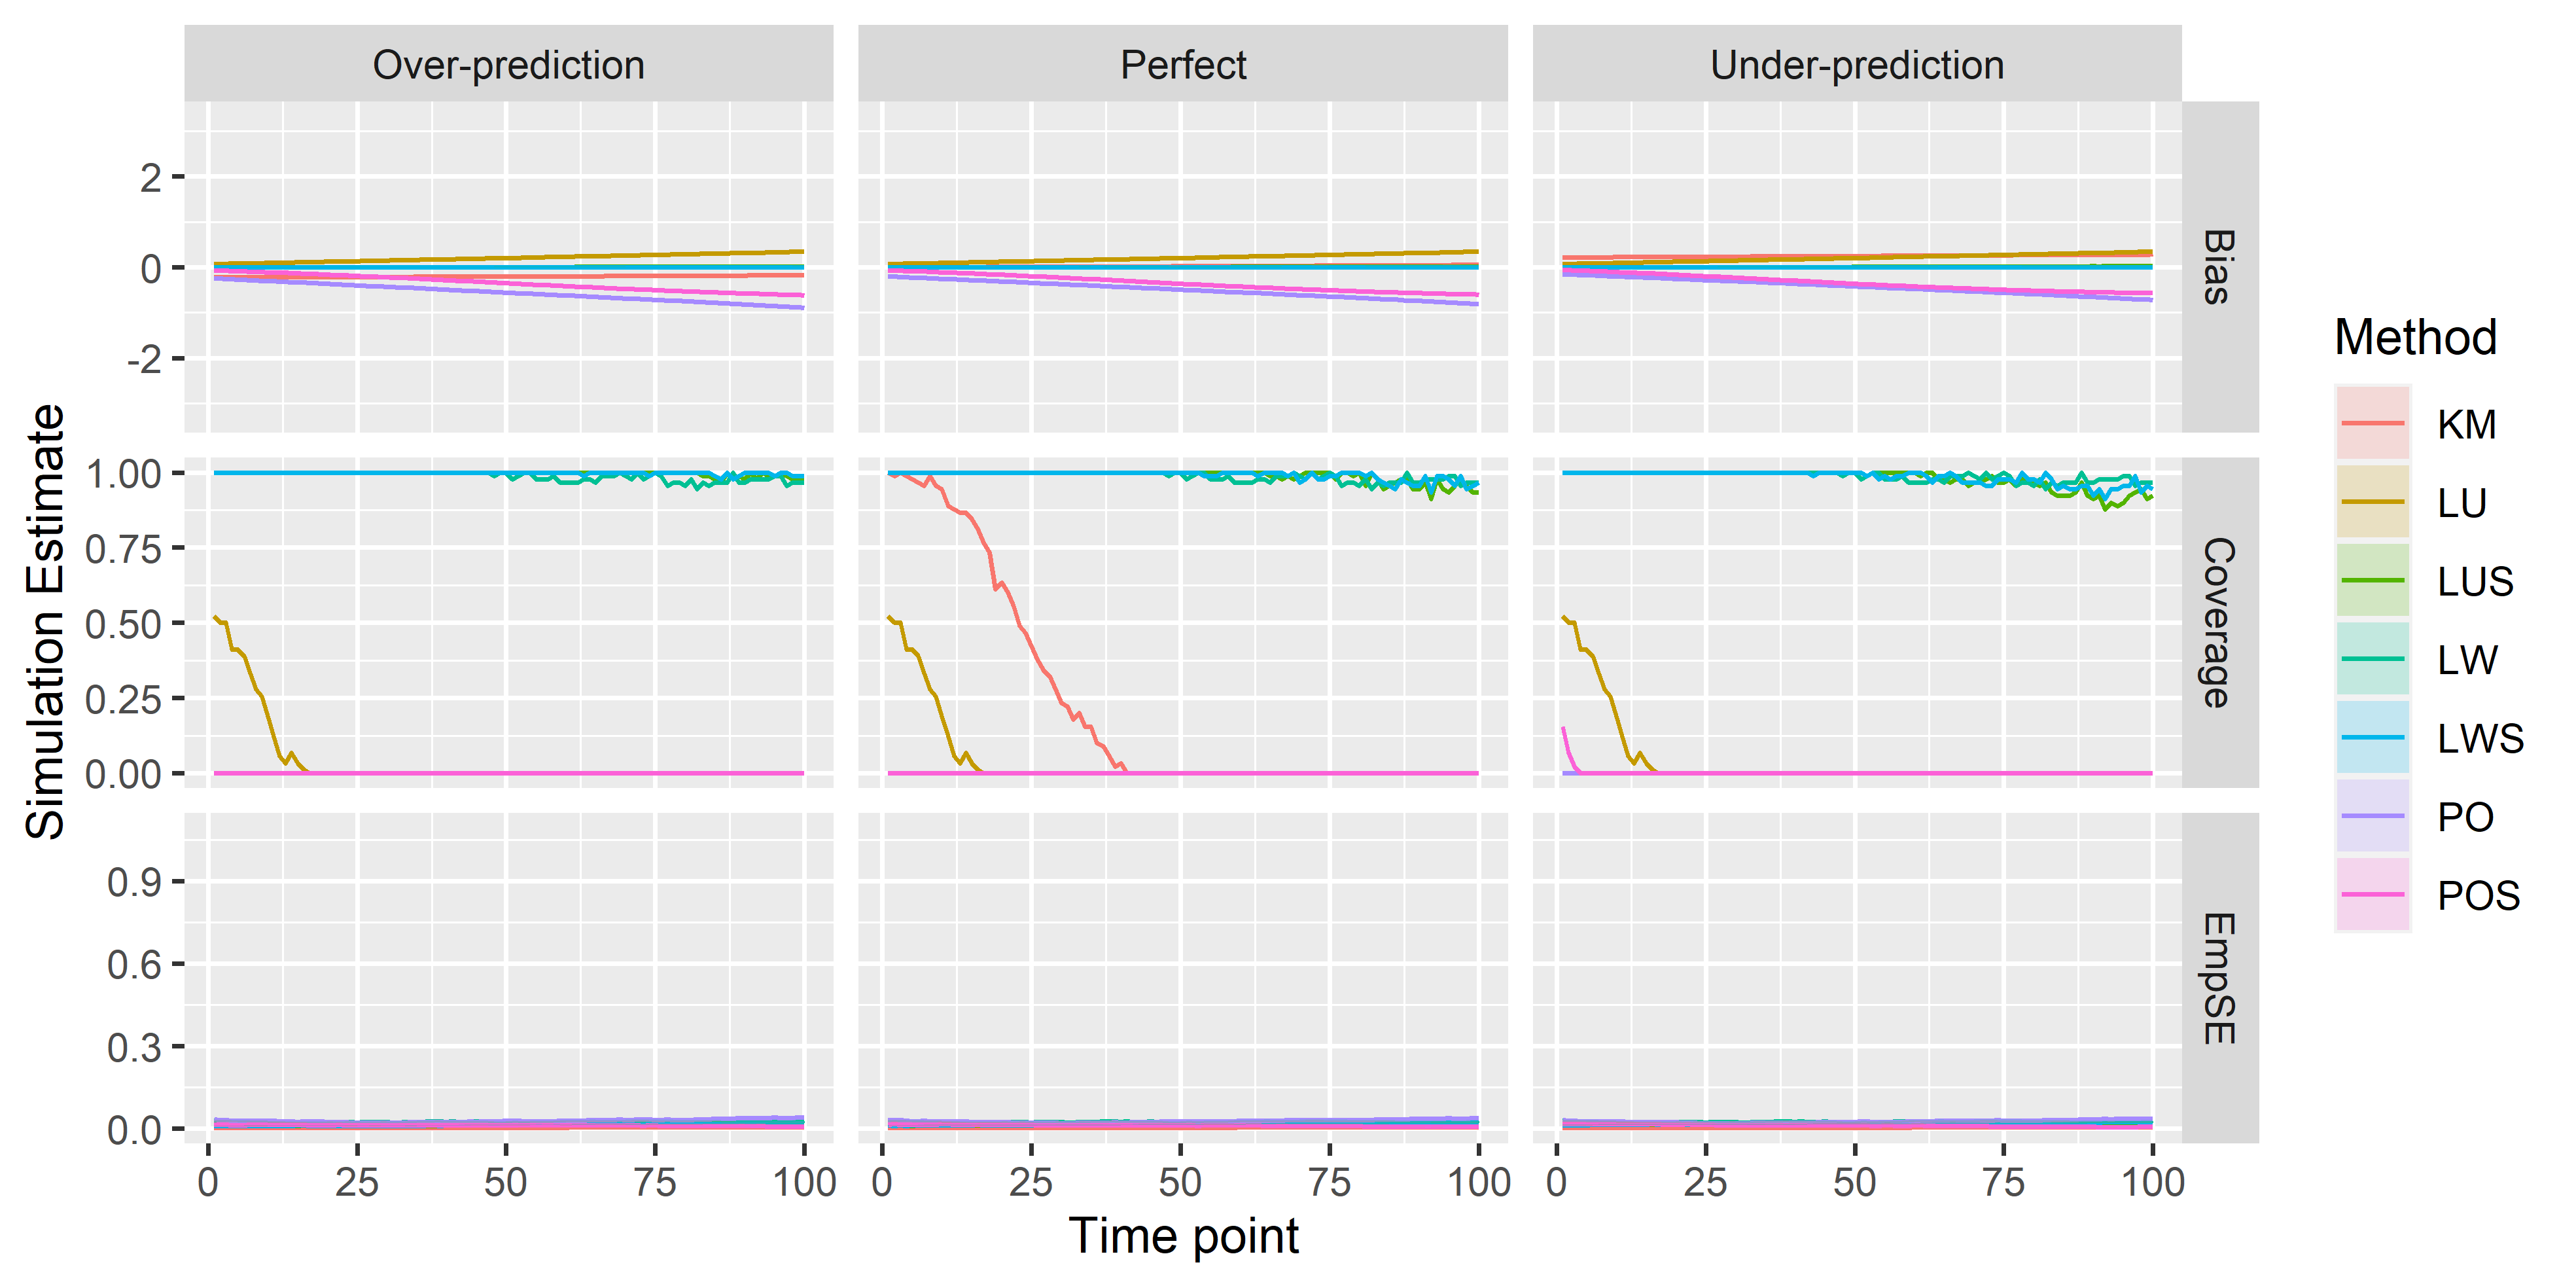 Over-prediction
Perfect
Under-prediction
Simulation Estimate
2
0
-2
Bias
1.00
0.75
0.50
0.25
0.00
Coverage
0.9
0.6
0.3
0.0
EmpSE
0 25 50 75 100
0 25 50 75 100
0 25 50 75 100
Time point
Method
KM
LU
LUS
LW
LWS
PO
POS